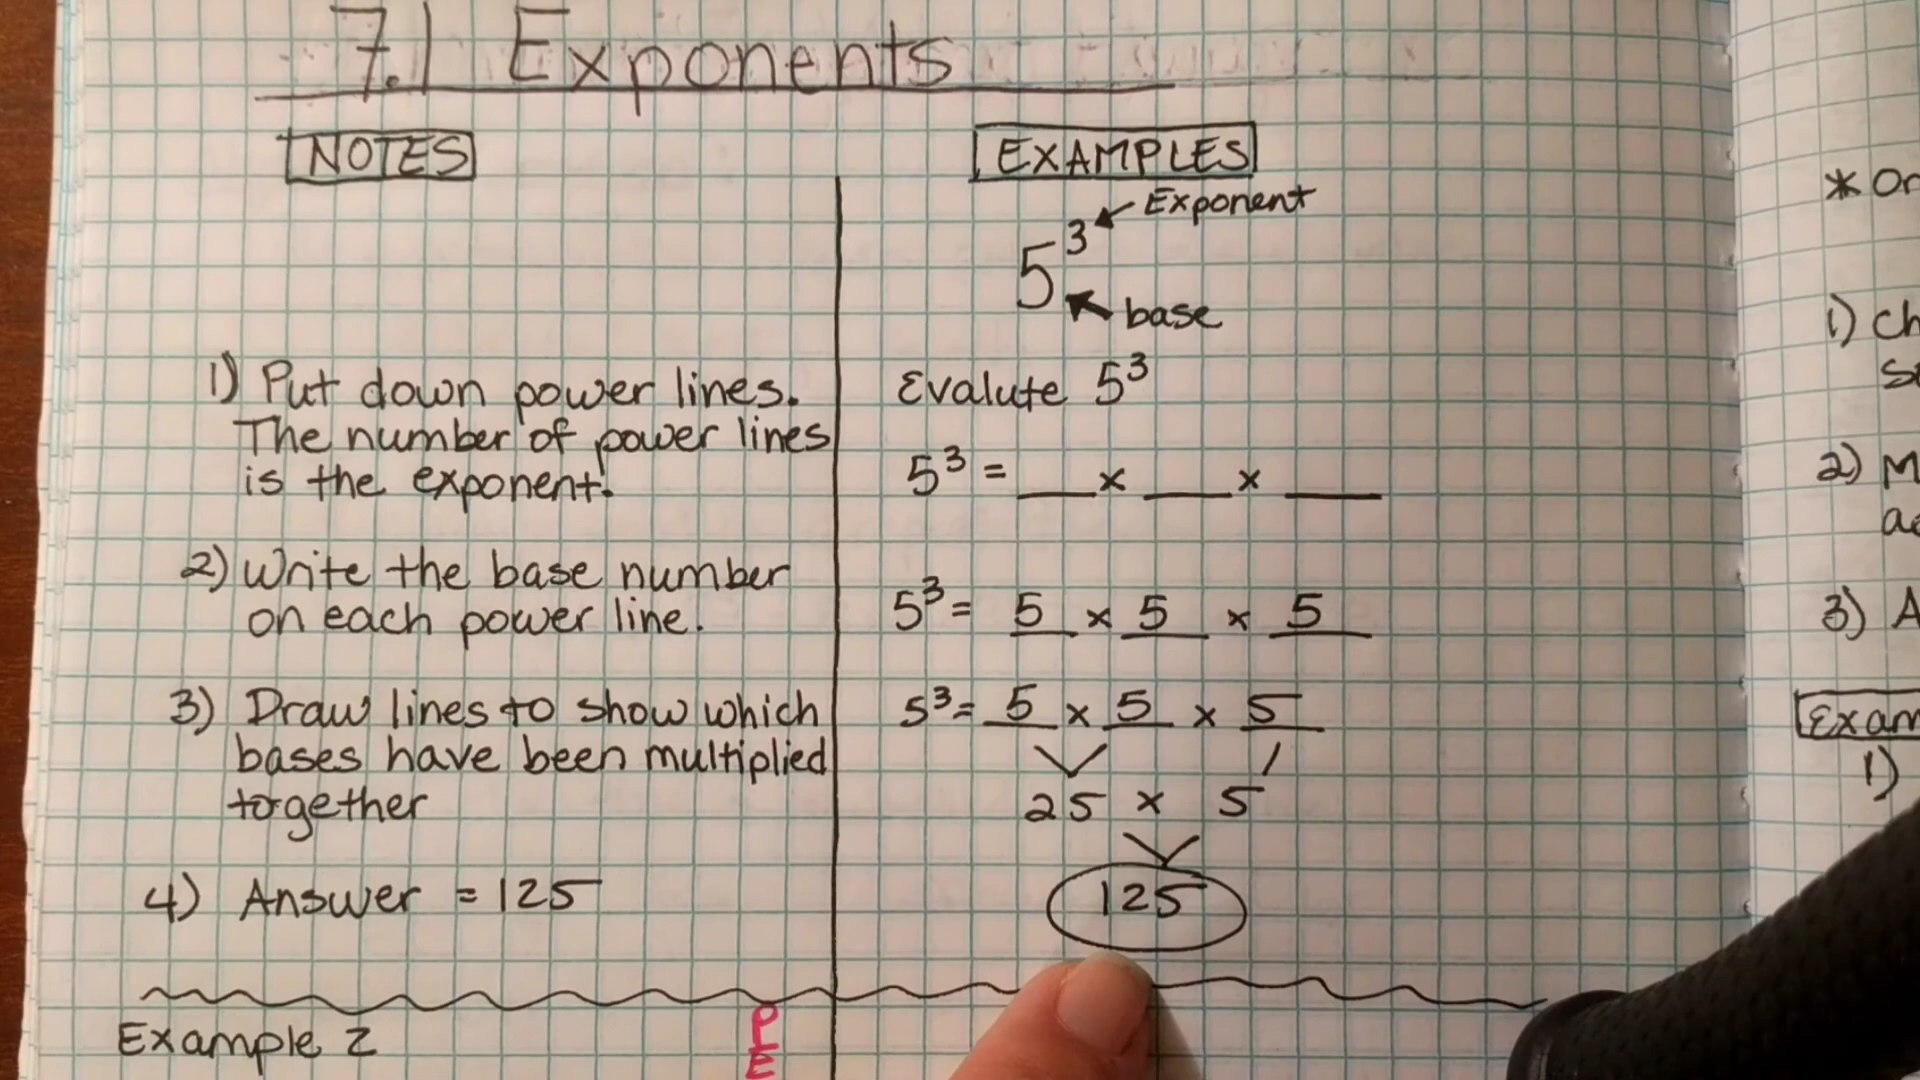 7.1 Exponents
NOTES
EXAMPLES
Exponent
5³
base
1) Put down power lines.
The number of power lines
is the exponent.
Evalute 5³
5³ = ___ x ___ x ___
2) Write the base number
on each power line.
5³ = 5 x 5 x 5
3) Draw lines to show which
bases have been multiplied
together
5³ = 5 x 5 x 5
25 x 5
4) Answer = 125
125
Example 2
P
E
* Or
1) Ch
2) M
3) A
Exam
1)